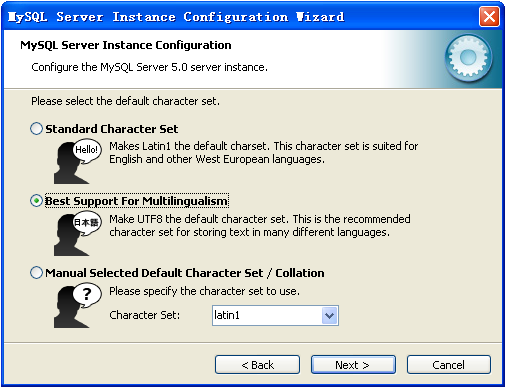 MySQL Server Instance Configuration Wizard
MySQL Server Instance Configuration
Configure the MySQL Server 5.0 server instance.
Please select the default character set.
Standard Character Set
Hello!
Makes Latin1 the default charset. This character set is suited for
English and other West European languages.
Best Support For Multilingualism
日本語
Make UTF8 the default character set. This is the recommended
character set for storing text in many different languages.
Manual Selected Default Character Set / Collation
?
Please specify the character set to use.
Character Set: latin1
< Back Next > Cancel